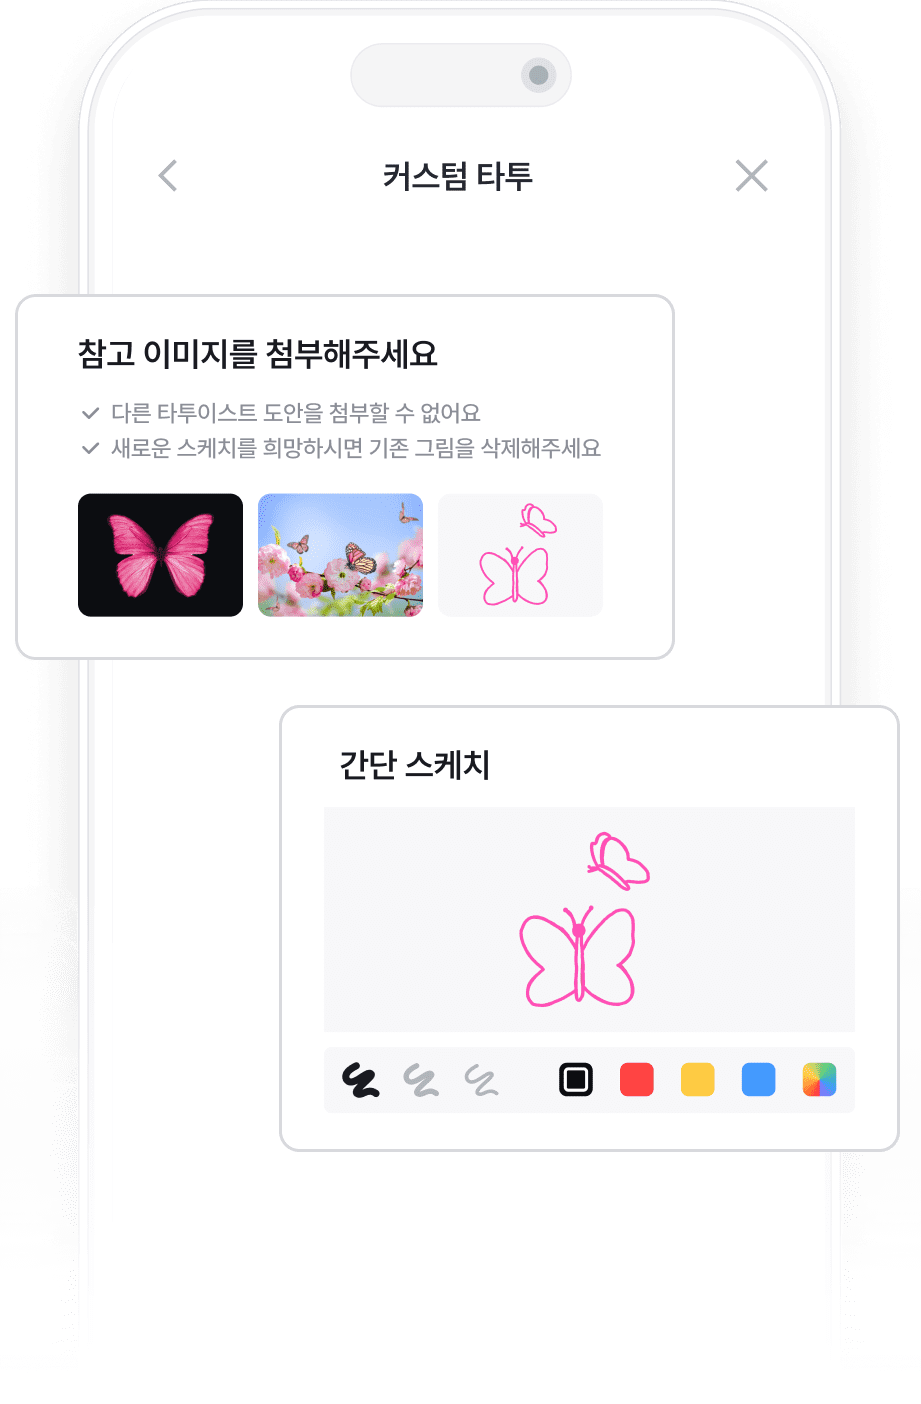 커스텀 타투
참고 이미지를 첨부해주세요
다른 타투이스트 도안을 첨부할 수 없어요
새로운 스케치를 희망하시면 기존 그림을 삭제해주세요
간단 스케치